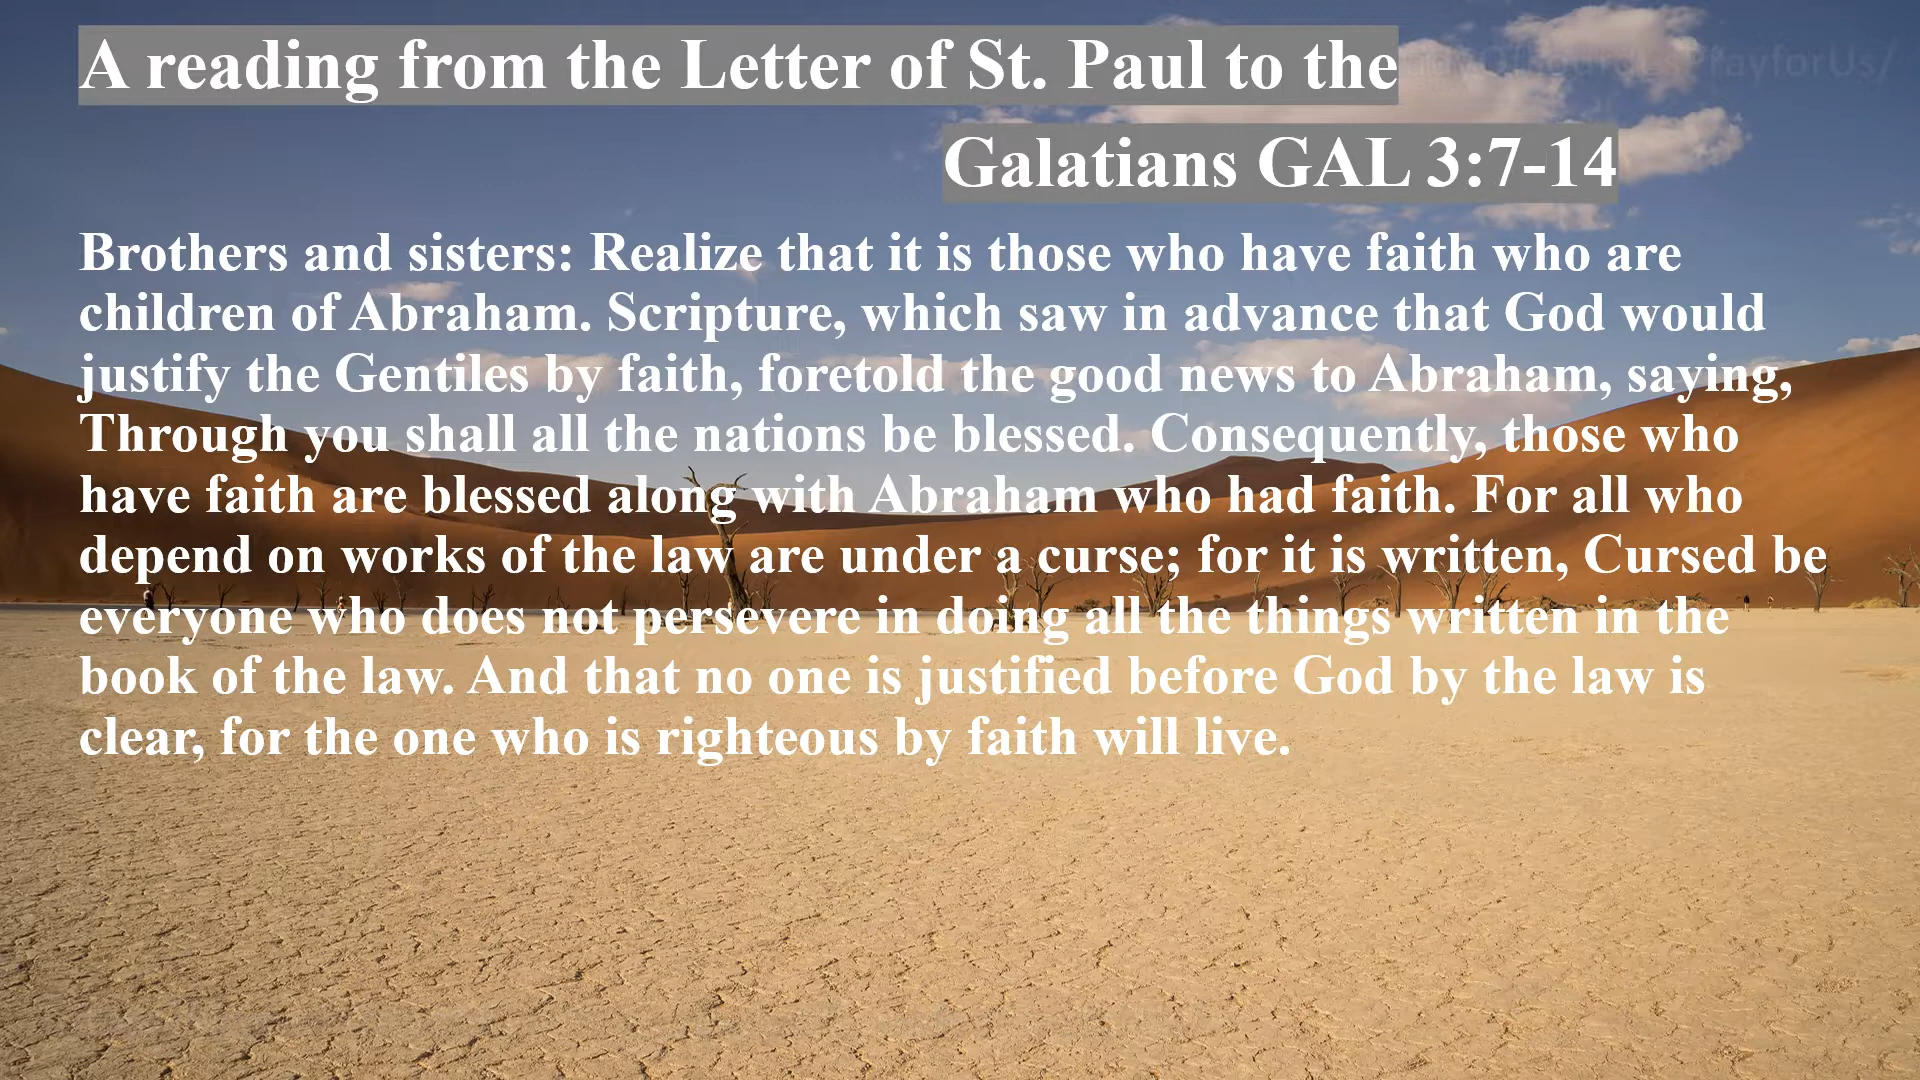 A reading from the Letter of St. Paul to the
Galatians GAL 3:7-14
Brothers and sisters: Realize that it is those who have faith who are
children of Abraham. Scripture, which saw in advance that God would
justify the Gentiles by faith, foretold the good news to Abraham, saying,
Through you shall all the nations be blessed. Consequently, those who
have faith are blessed along with Abraham who had faith. For all who
depend on works of the law are under a curse; for it is written, Cursed be
everyone who does not persevere in doing all the things written in the
book of the law. And that no one is justified before God by the law is
clear, for the one who is righteous by faith will live.